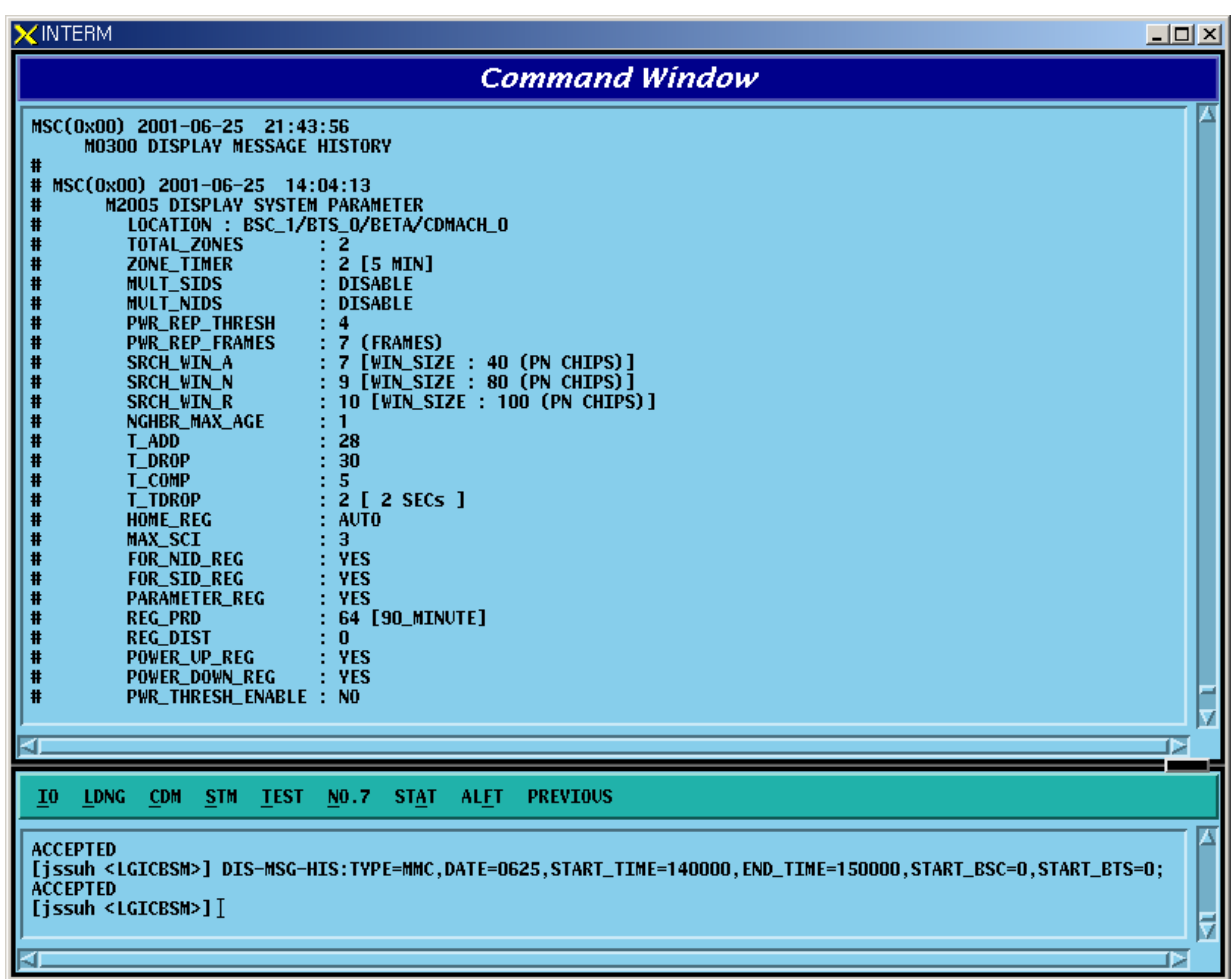 INTERM
Command Window
MSC(0x00) 2001-06-25  21:43:56
M0300 DISPLAY MESSAGE HISTORY
#
# MSC(0x00) 2001-06-25  14:04:13
# M2005 DISPLAY SYSTEM PARAMETER
# LOCATION : BSC_1/BTS_0/BETA/CDMACH_0
# TOTAL_ZONES : 2
# ZONE_TIMER : 2 [5 MIN]
# MULT_SIDS : DISABLE
# MULT_NIDS : DISABLE
# PWR_REP_THRESH : 4
# PWR_REP_FRAMES : 7 (FRAMES)
# SRCH_WIN_A : 7 [WIN_SIZE : 40 (PN CHIPS)]
# SRCH_WIN_N : 9 [WIN_SIZE : 80 (PN CHIPS)]
# SRCH_WIN_R : 10 [WIN_SIZE : 100 (PN CHIPS)]
# NGHBR_MAX_AGE : 1
# T_ADD : 28
# T_DROP : 30
# T_COMP : 5
# T_TDROP : 2 [ 2 SECs ]
# HOME_REG : AUTO
# MAX_SCI : 3
# FOR_NID_REG : YES
# FOR_SID_REG : YES
# PARAMETER_REG : YES
# REG_PRD : 64 [90_MINUTE]
# REG_DIST : 0
# POWER_UP_REG : YES
# POWER_DOWN_REG : YES
# PWR_THRESH_ENABLE : NO
IO LDNG CDM STM TEST NO.7 STAT ALFT PREVIOUS
ACCEPTED
[jssuh <LGICBSM>] DIS-MSG-HIS:TYPE=MMC,DATE=0625,START_TIME=140000,END_TIME=150000,START_BSC=0,START_BTS=0;
ACCEPTED
[jssuh <LGICBSM>]